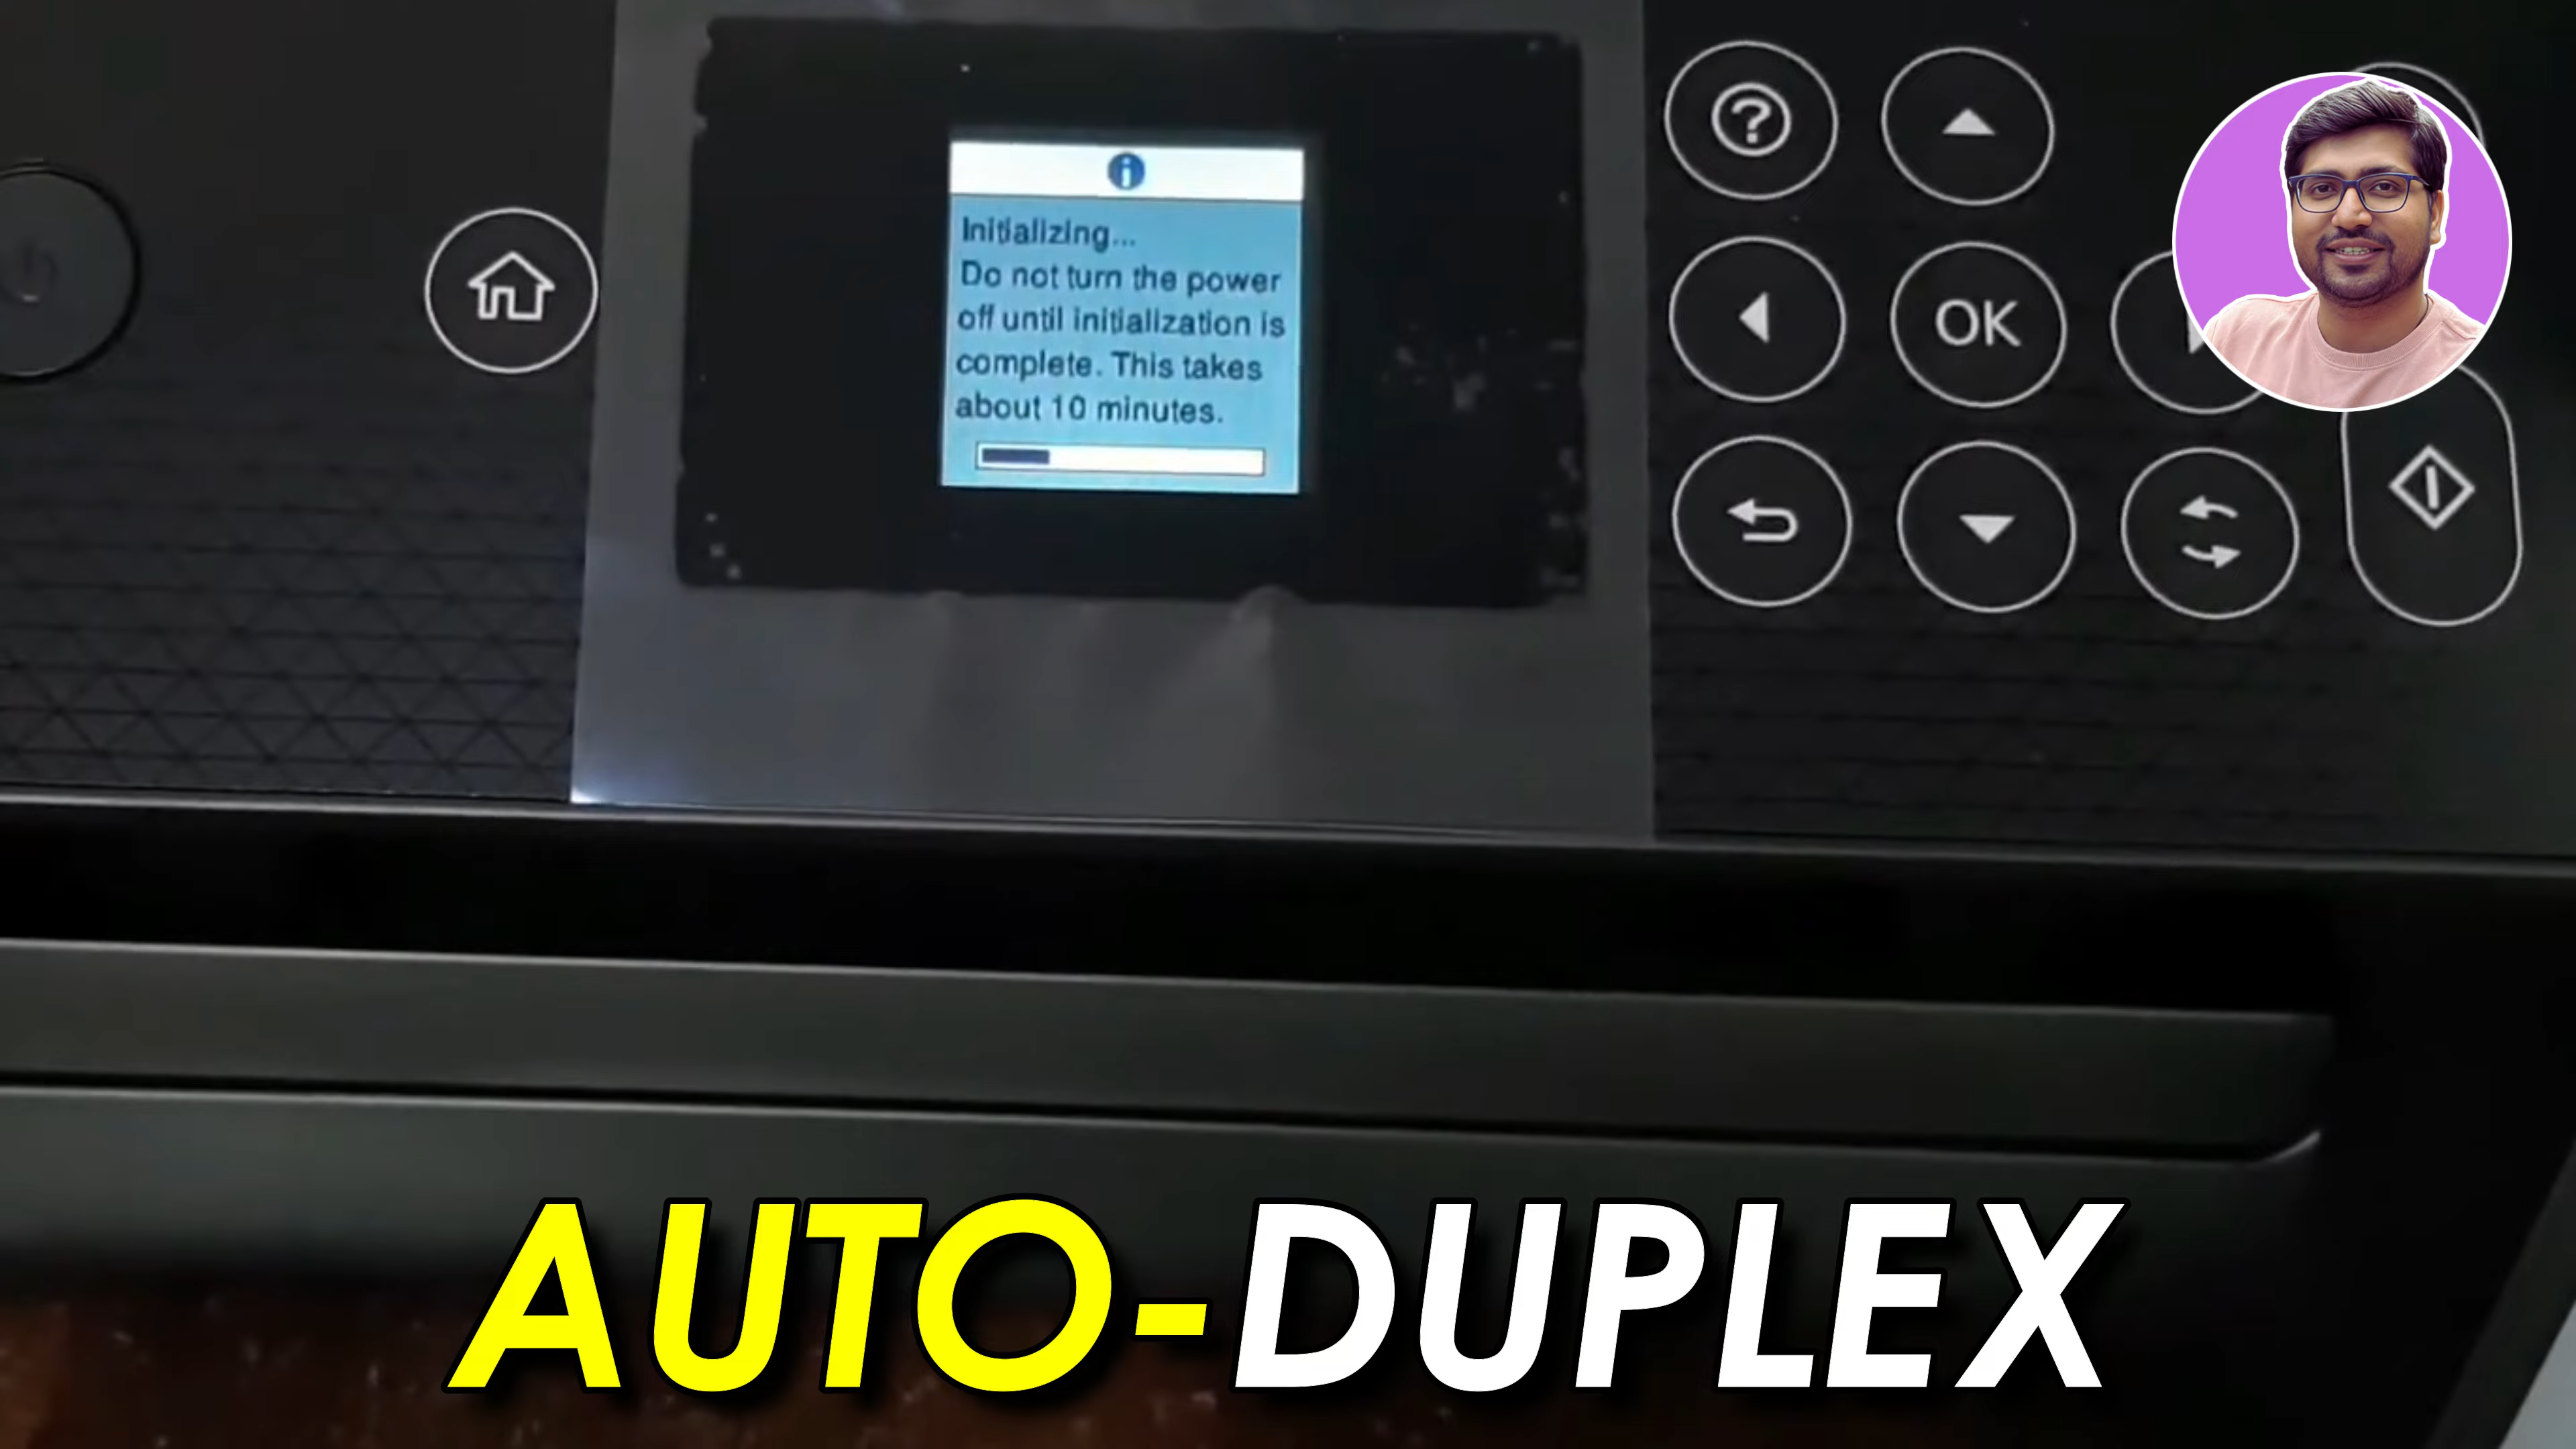 Initializing...
Do not turn the power
off until initialization is
complete. This takes
about 10 minutes.
OK
AUTO-DUPLEX